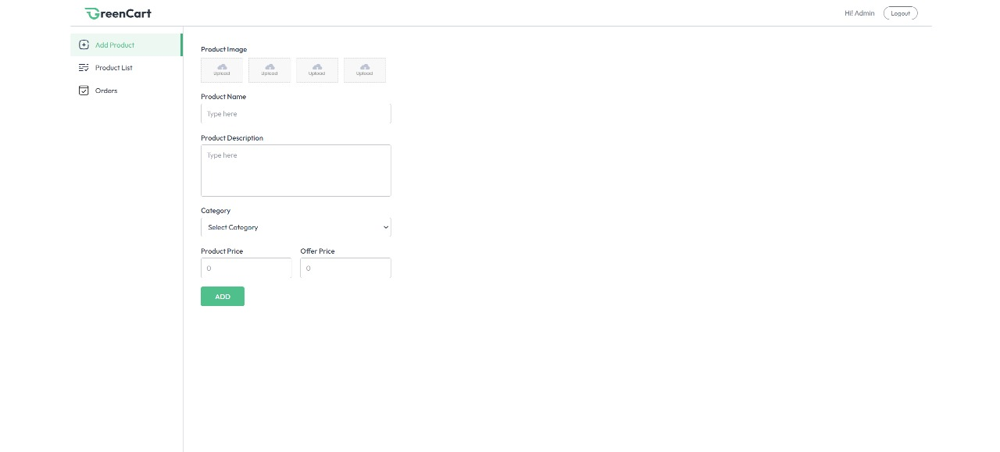 GreenCart
Hi! Admin
Logout
Add Product
Product List
Orders
Product Image
Upload
Upload
Upload
Upload
Product Name
Type here
Product Description
Type here
Category
Select Category
Product Price
Offer Price
0
0
ADD